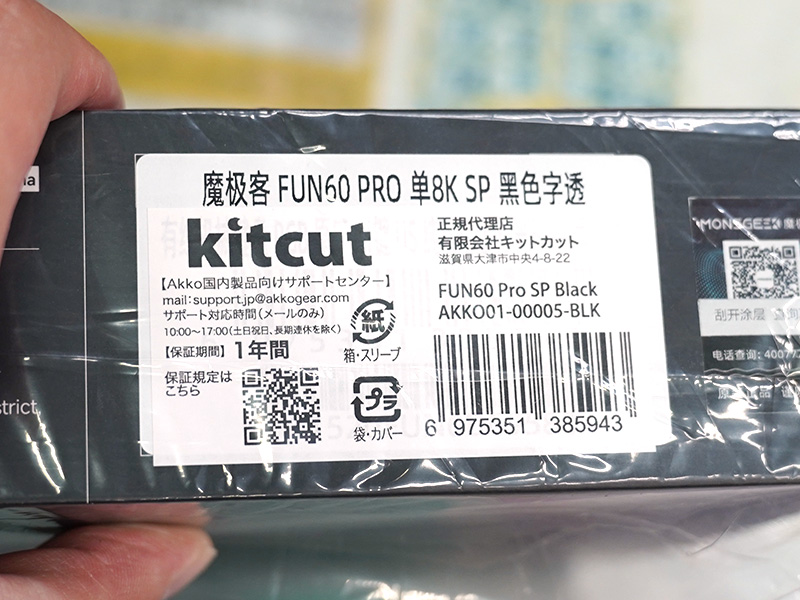 魔极客 FUN60 PRO 单8K SP 黑色字透
kitcut
【Akko国内製品向けサポートセンター】
mail:support.jp@akkogear.com
サポート対応時間(メールのみ)
10:00~17:00(土日祝日、長期連休を除く)
【保証期間】1年間
保証規定は
こちら
紙
箱・スリーブ
プラ
袋・カバー
正規代理店
有限会社キットカット
滋賀県大津市中央4-8-22
FUN60 Pro SP Black
AKKO01-00005-BLK
6 975351 385943
MONSGEEK 魔
刮开涂层
电话查询: 40077
strict